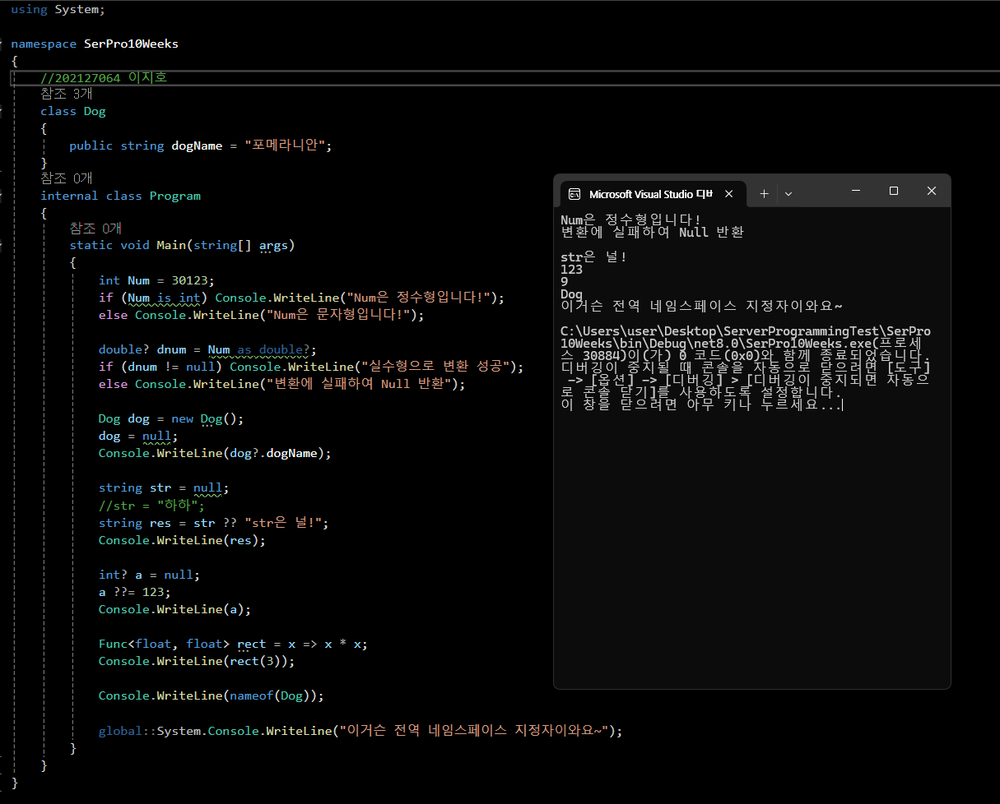 using System;
namespace SerPro10Weeks
{
//202127064 이지호
참조 3개
class Dog
{
public string dogName = "포메라니안";
}
참조 0개
internal class Program
{
참조 0개
static void Main(string[] args)
{
int Num = 30123;
if (Num is int) Console.WriteLine("Num은 정수형입니다!");
else Console.WriteLine("Num은 문자형입니다!");
double? dnum = Num as double?;
if (dnum != null) Console.WriteLine("실수형으로 변환 성공");
else Console.WriteLine("변환에 실패하여 Null 반환");
Dog dog = new Dog();
dog = null;
Console.WriteLine(dog?.dogName);
string str = null;
//str = "하하";
string res = str ?? "str은 널!";
Console.WriteLine(res);
int? a = null;
a ??= 123;
Console.WriteLine(a);
Func<float, float> rect = x => x * x;
Console.WriteLine(rect(3));
Console.WriteLine(nameof(Dog));
global::System.Console.WriteLine("이거슨 전역 네임스페이스 지정자이와요~");
}
}
}
Microsoft Visual Studio 디버
Num은 정수형입니다!
변환에 실패하여 Null 반환
str은 널!
123
9
Dog
이거슨 전역 네임스페이스 지정자이와요~
C:\Users\user\Desktop\ServerProgrammingTest\SerPro
10Weeks\bin\Debug\net8.0\SerPro10Weeks.exe(프로세
스 30884)이(가) 0 코드(0x0)와 함께 종료되었습니다.
디버깅이 중지될 때 콘솔을 자동으로 닫으려면 [도구]
-> [옵션] -> [디버깅] > [디버깅이 중지되면 자동으
로 콘솔 닫기]를 사용하도록 설정합니다.
이 창을 닫으려면 아무 키나 누르세요...